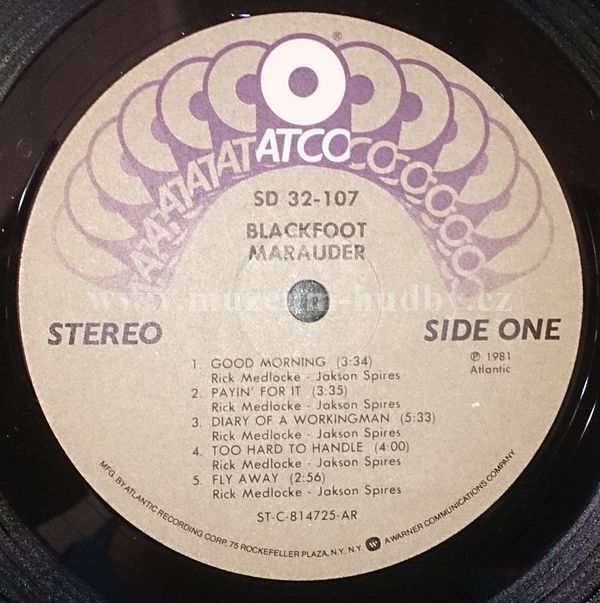 ATCO
®
SD 32-107
BLACKFOOT
MARAUDER
www.muzeum-hudby.cz
STEREO
SIDE ONE
℗ 1981
Atlantic
1. GOOD MORNING (3:34)
Rick Medlocke - Jakson Spires
2. PAYIN' FOR IT (3:35)
Rick Medlocke - Jakson Spires
3. DIARY OF A WORKINGMAN (5:33)
Rick Medlocke - Jakson Spires
4. TOO HARD TO HANDLE (4:00)
Rick Medlocke - Jakson Spires
5. FLY AWAY (2:56)
Rick Medlocke - Jakson Spires
ST-C-814725-AR
MFG. BY ATLANTIC RECORDING CORP. 75 ROCKEFELLER PLAZA, N.Y. N.Y. A WARNER COMMUNICATIONS COMPANY